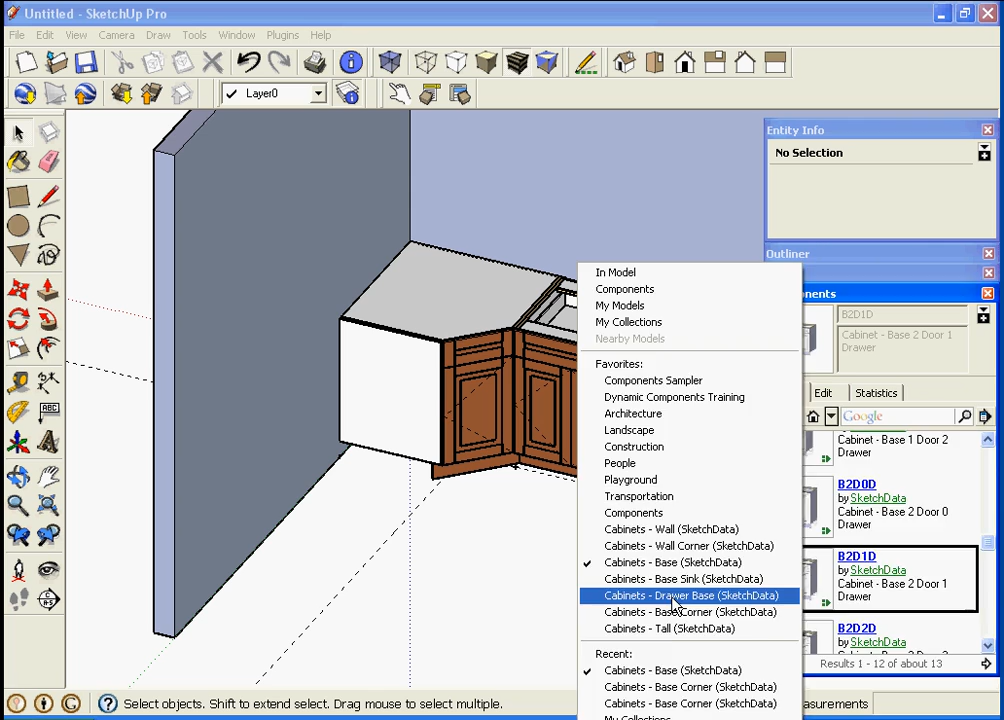 Untitled - SketchUp Pro
File Edit View Camera Draw Tools Window Plugins Help
Layer0
Entity Info
No Selection
Outliner
In Model
Components
My Models
My Collections
Nearby Models
Favorites:
Components Sampler
Dynamic Components Training
Architecture
Landscape
Construction
People
Playground
Transportation
Components
Cabinets - Wall (SketchData)
Cabinets - Wall Corner (SketchData)
Cabinets - Base (SketchData)
Cabinets - Base Sink (SketchData)
Cabinets - Drawer Base (SketchData)
Cabinets - Base Corner (SketchData)
Cabinets - Tall (SketchData)
Recent:
Cabinets - Base (SketchData)
Cabinets - Base Corner (SketchData)
Cabinets - Base Corner (SketchData)
My Collections
onents
B2D1D
Cabinet - Base 2 Door 1
Drawer
Edit Statistics
Google
Cabinet - Base 1 Door 2
Drawer
B2D0D
by SketchData
Cabinet - Base 2 Door 0
Drawer
B2D1D
by SketchData
Cabinet - Base 2 Door 1
Drawer
B2D2D
by SketchData
Results 1 - 12 of about 13
ABC
Select objects. Shift to extend select. Drag mouse to select multiple.
asurements